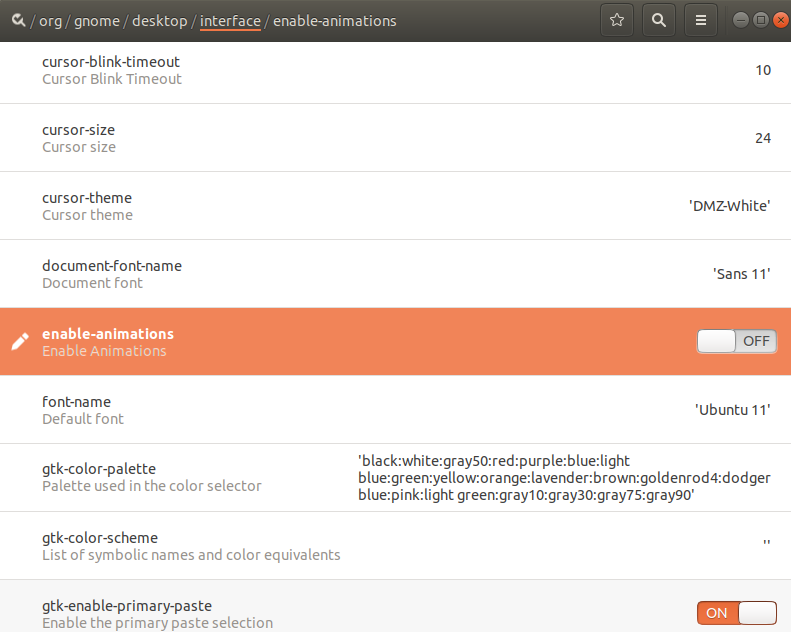 / org / gnome / desktop / interface / enable-animations
cursor-blink-timeout
Cursor Blink Timeout
10
cursor-size
Cursor size
24
cursor-theme
Cursor theme
'DMZ-White'
document-font-name
Document font
'Sans 11'
enable-animations
Enable Animations
OFF
font-name
Default font
'Ubuntu 11'
gtk-color-palette
Palette used in the color selector
'black:white:gray50:red:purple:blue:light
blue:green:yellow:orange:lavender:brown:goldenrod4:dodger
blue:pink:light green:gray10:gray30:gray75:gray90'
gtk-color-scheme
List of symbolic names and color equivalents
''
gtk-enable-primary-paste
Enable the primary paste selection
ON